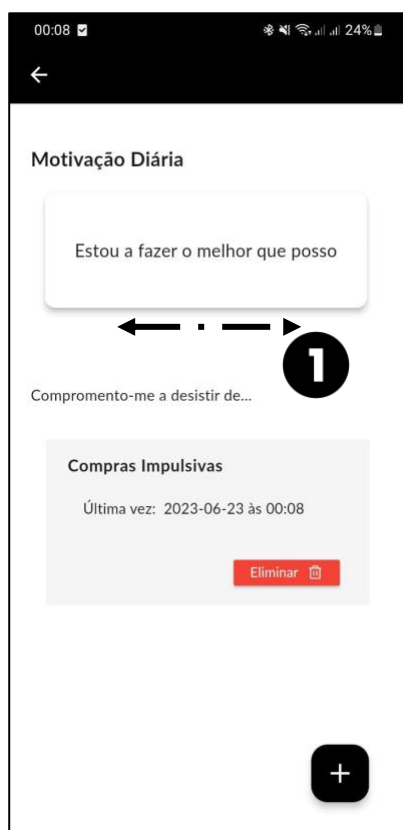 00:08 24%
Motivação Diária
Estou a fazer o melhor que posso
1
Compromento-me a desistir de...
Compras Impulsivas
Última vez: 2023-06-23 às 00:08
Eliminar
+